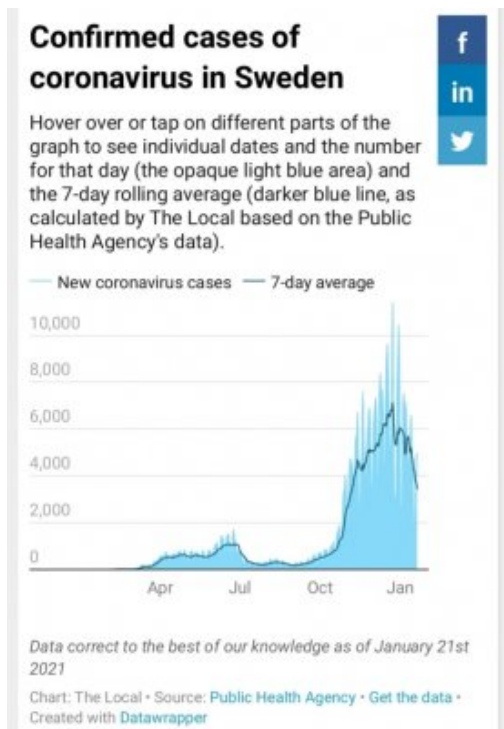 Confirmed cases of
coronavirus in Sweden
f
in
Hover over or tap on different parts of the
graph to see individual dates and the number
for that day (the opaque light blue area) and
the 7-day rolling average (darker blue line, as
calculated by The Local based on the Public
Health Agency's data).
New coronavirus cases 7-day average
10,000
8,000
6,000
4,000
2,000
0
Apr Jul Oct Jan
Data correct to the best of our knowledge as of January 21st
2021
Chart: The Local • Source: Public Health Agency • Get the data •
Created with Datawrapper